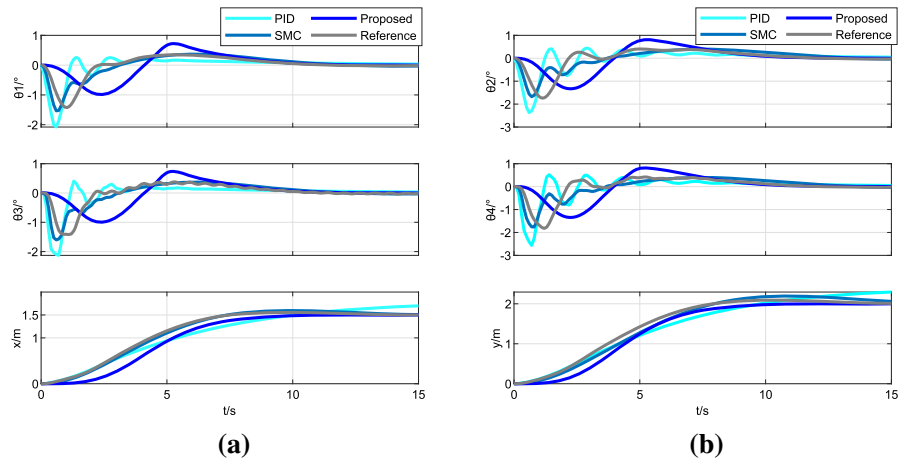 PID Proposed
SMC Reference
1
0
-1
-2
θ1/°
1
0
-1
-2
θ3/°
1.5
1
0
x/m
0 5 10 15
t/s
(a)
PID Proposed
SMC Reference
1
0
-1
-2
-3
θ2/°
1
0
-1
-2
-3
θ4/°
2
1
0
y/m
0 5 10 15
t/s
(b)